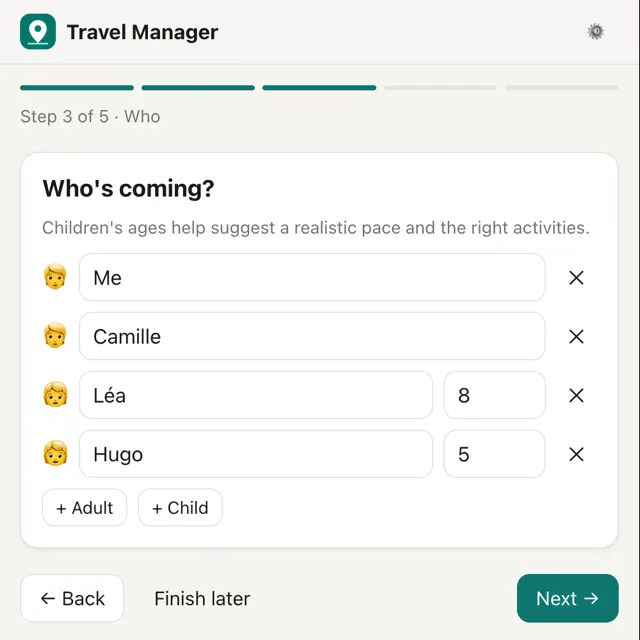 Travel Manager
Step 3 of 5 · Who
Who's coming?
Children's ages help suggest a realistic pace and the right activities.
Me
Camille
Léa 8
Hugo 5
+ Adult + Child
← Back Finish later Next →